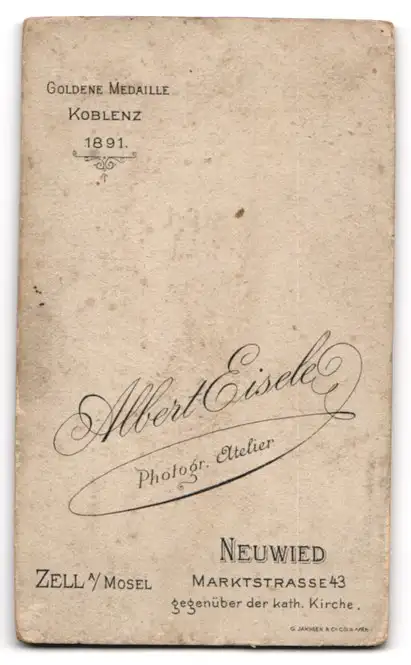 Goldene Medaille
Koblenz
1891.
Albert Eisele
Photogr. Atelier
Neuwied
Zell a/ Mosel
Marktstrasse 43
gegenüber der kath. Kirche.